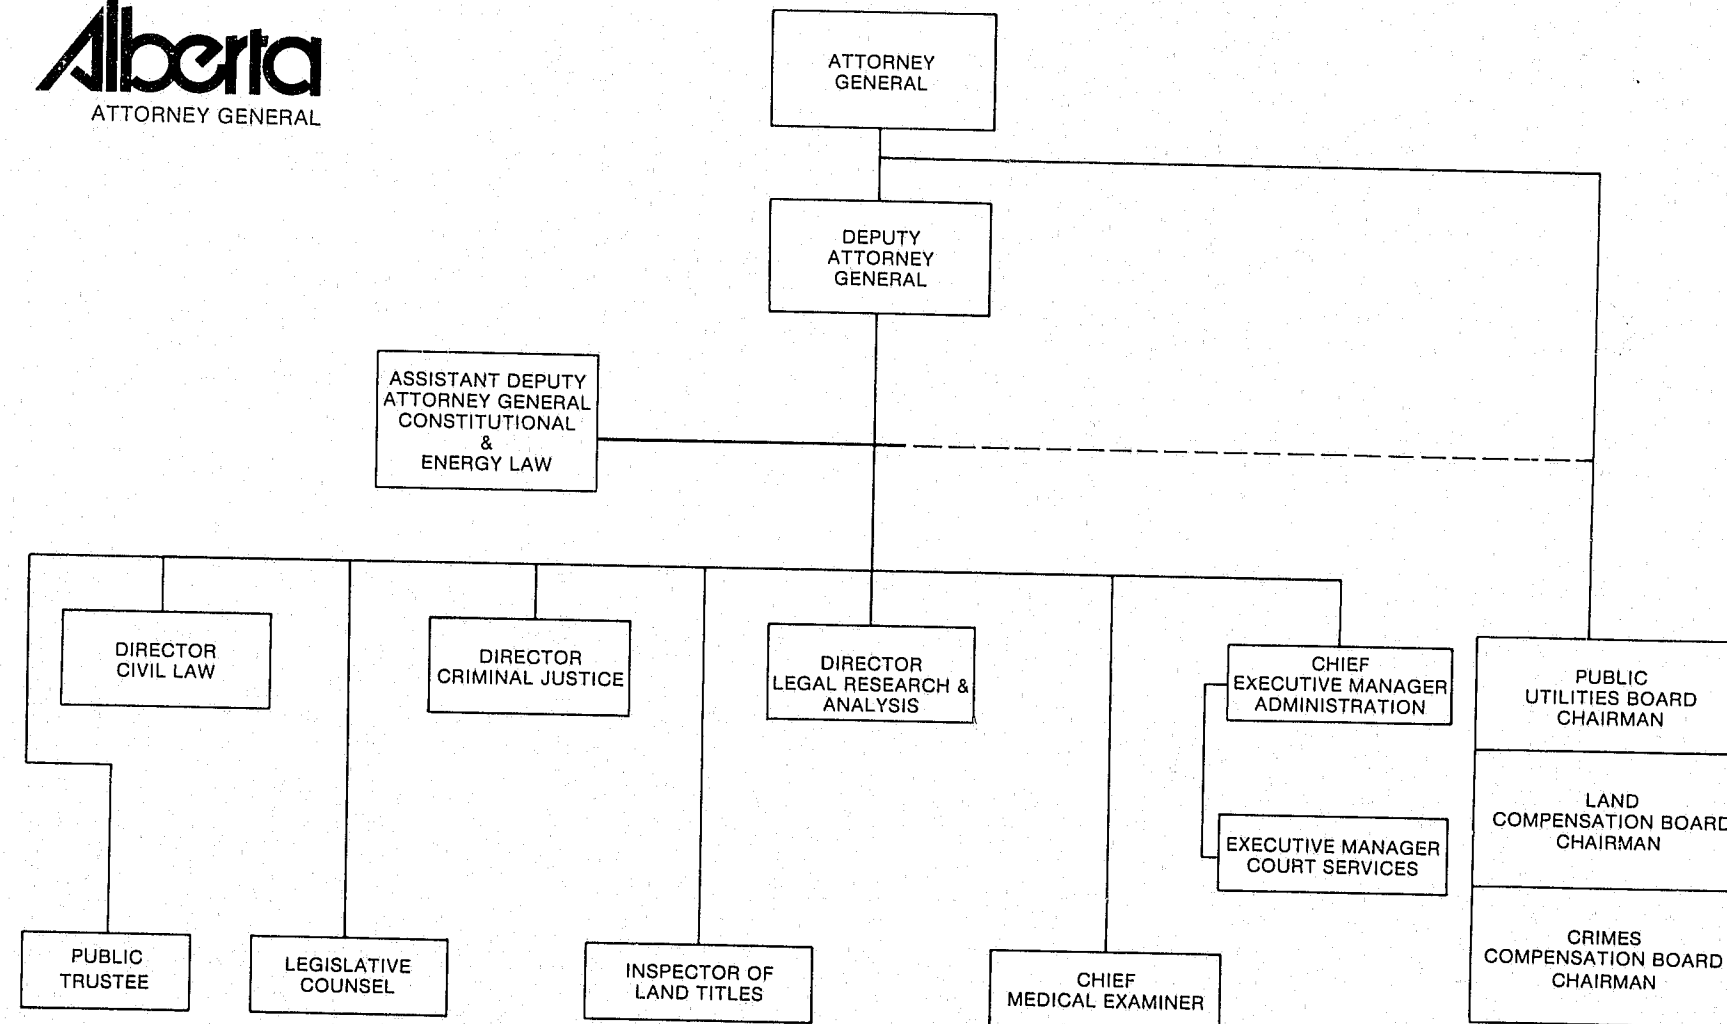 Alberta
ATTORNEY GENERAL
ATTORNEY
GENERAL
DEPUTY
ATTORNEY
GENERAL
ASSISTANT DEPUTY
ATTORNEY GENERAL
CONSTITUTIONAL
&
ENERGY LAW
DIRECTOR
CIVIL LAW
DIRECTOR
CRIMINAL JUSTICE
DIRECTOR
LEGAL RESEARCH &
ANALYSIS
CHIEF
EXECUTIVE MANAGER
ADMINISTRATION
PUBLIC
UTILITIES BOARD
CHAIRMAN
EXECUTIVE MANAGER
COURT SERVICES
LAND
COMPENSATION BOARD
CHAIRMAN
PUBLIC
TRUSTEE
LEGISLATIVE
COUNSEL
INSPECTOR OF
LAND TITLES
CHIEF
MEDICAL EXAMINER
CRIMES
COMPENSATION BOARD
CHAIRMAN